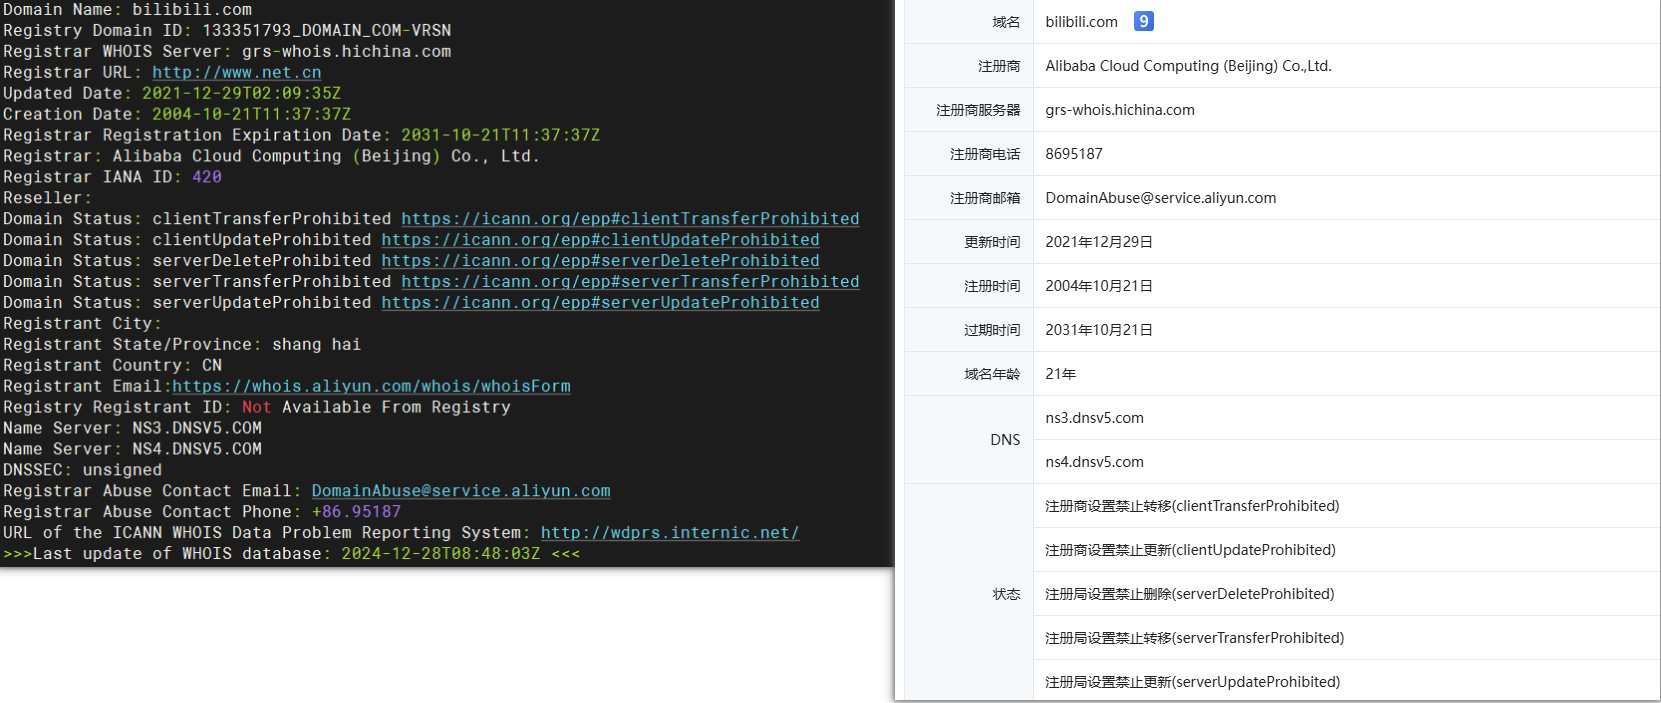 Domain Name: bilibili.com
Registry Domain ID: 133351793_DOMAIN_COM-VRSN
Registrar WHOIS Server: grs-whois.hichina.com
Registrar URL: http://www.net.cn
Updated Date: 2021-12-29T02:09:35Z
Creation Date: 2004-10-21T11:37:37Z
Registrar Registration Expiration Date: 2031-10-21T11:37:37Z
Registrar: Alibaba Cloud Computing (Beijing) Co., Ltd.
Registrar IANA ID: 420
Reseller:
Domain Status: clientTransferProhibited https://icann.org/epp#clientTransferProhibited
Domain Status: clientUpdateProhibited https://icann.org/epp#clientUpdateProhibited
Domain Status: serverDeleteProhibited https://icann.org/epp#serverDeleteProhibited
Domain Status: serverTransferProhibited https://icann.org/epp#serverTransferProhibited
Domain Status: serverUpdateProhibited https://icann.org/epp#serverUpdateProhibited
Registrant City:
Registrant State/Province: shang hai
Registrant Country: CN
Registrant Email:https://whois.aliyun.com/whois/whoisForm
Registry Registrant ID: Not Available From Registry
Name Server: NS3.DNSV5.COM
Name Server: NS4.DNSV5.COM
DNSSEC: unsigned
Registrar Abuse Contact Email: DomainAbuse@service.aliyun.com
Registrar Abuse Contact Phone: +86.95187
URL of the ICANN WHOIS Data Problem Reporting System: http://wdprs.internic.net/
>>>Last update of WHOIS database: 2024-12-28T08:48:03Z <<<
域名 bilibili.com 9
注册商 Alibaba Cloud Computing (Beijing) Co.,Ltd.
注册商服务器 grs-whois.hichina.com
注册商电话 8695187
注册商邮箱 DomainAbuse@service.aliyun.com
更新时间 2021年12月29日
注册时间 2004年10月21日
过期时间 2031年10月21日
域名年龄 21年
DNS
ns3.dnsv5.com
ns4.dnsv5.com
状态
注册商设置禁止转移(clientTransferProhibited)
注册商设置禁止更新(clientUpdateProhibited)
注册局设置禁止删除(serverDeleteProhibited)
注册局设置禁止转移(serverTransferProhibited)
注册局设置禁止更新(serverUpdateProhibited)